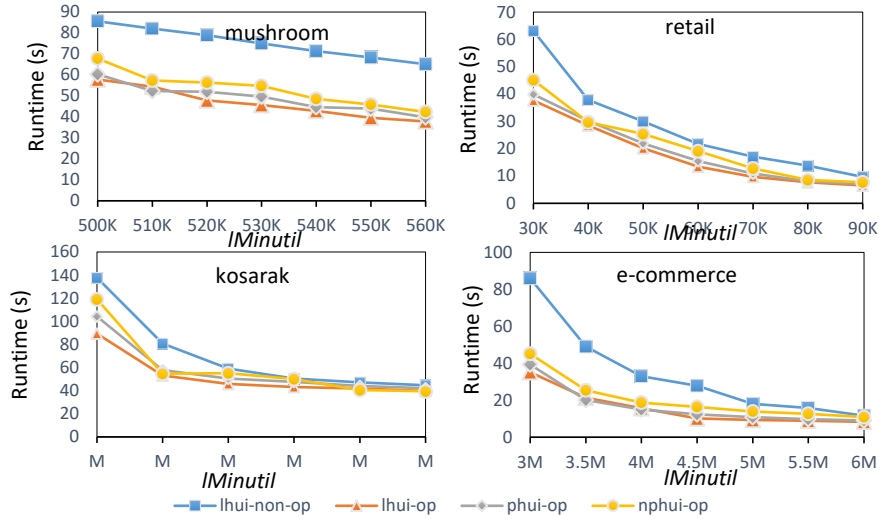 mushroom
Runtime (s)
90
80
70
60
50
40
30
20
10
0
500K 510K 520K 530K 540K 550K 560K
lMinutil
retail
Runtime (s)
70
60
50
40
30
20
10
0
30K 40K 50K 60K 70K 80K 90K
lMinutil
kosarak
Runtime (s)
160
140
120
100
80
60
40
20
0
M M M M M M
lMinutil
e-commerce
Runtime (s)
100
80
60
40
20
0
3M 3.5M 4M 4.5M 5M 5.5M 6M
lMinutil
lhui-non-op lhui-op phui-op nphui-op